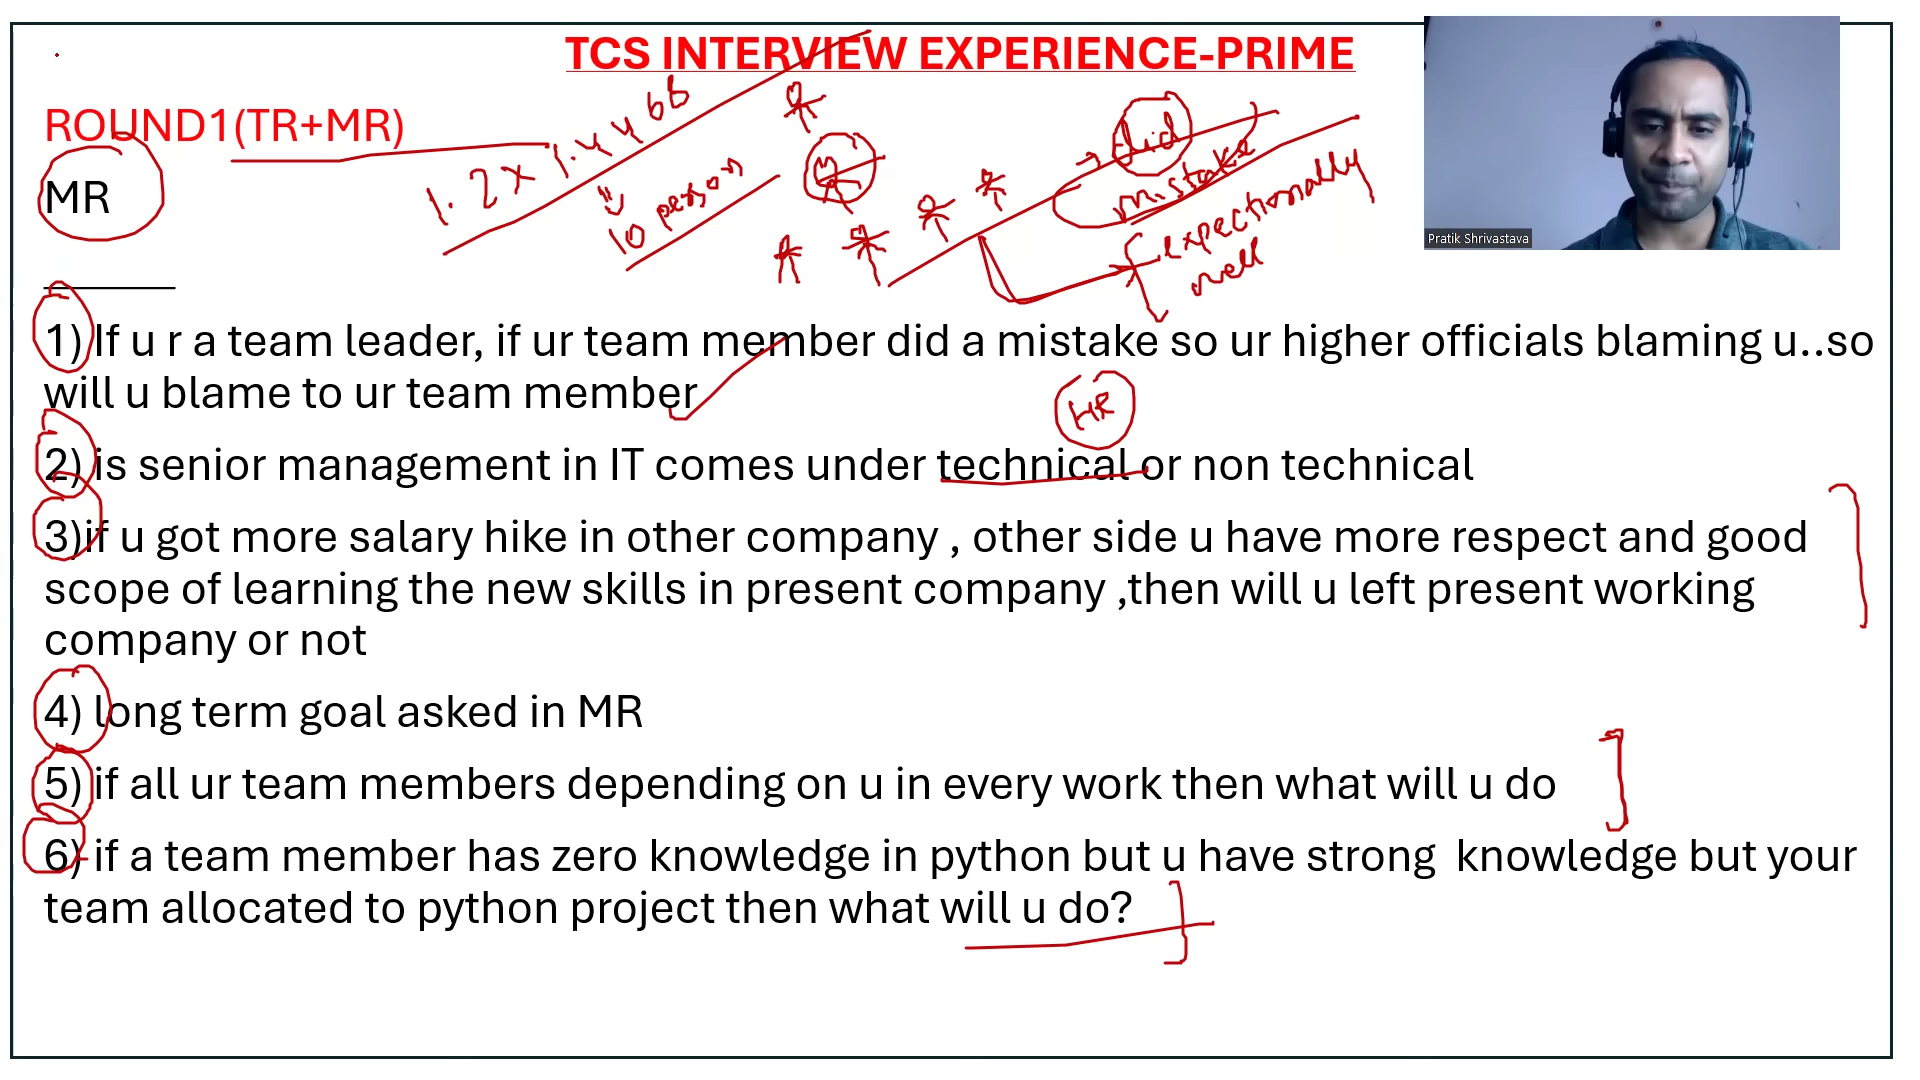 TCS INTERVIEW EXPERIENCE-PRIME
ROUND1(TR+MR)
MR
1.2x 1.4 4 68
10 person
did
mistake
expectionally
well
Pratik Shrivastava
1) If u r a team leader, if ur team member did a mistake so ur higher officials blaming u..so
will u blame to ur team member
HR
2) is senior management in IT comes under technical or non technical
3)if u got more salary hike in other company , other side u have more respect and good
scope of learning the new skills in present company ,then will u left present working
company or not
4) long term goal asked in MR
5) if all ur team members depending on u in every work then what will u do
6) if a team member has zero knowledge in python but u have strong  knowledge but your
team allocated to python project then what will u do?